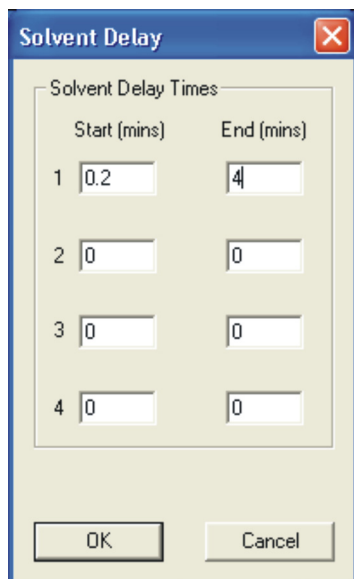 Solvent Delay
Solvent Delay Times
Start (mins) End (mins)
1 0.2 4
2 0 0
3 0 0
4 0 0
OK Cancel